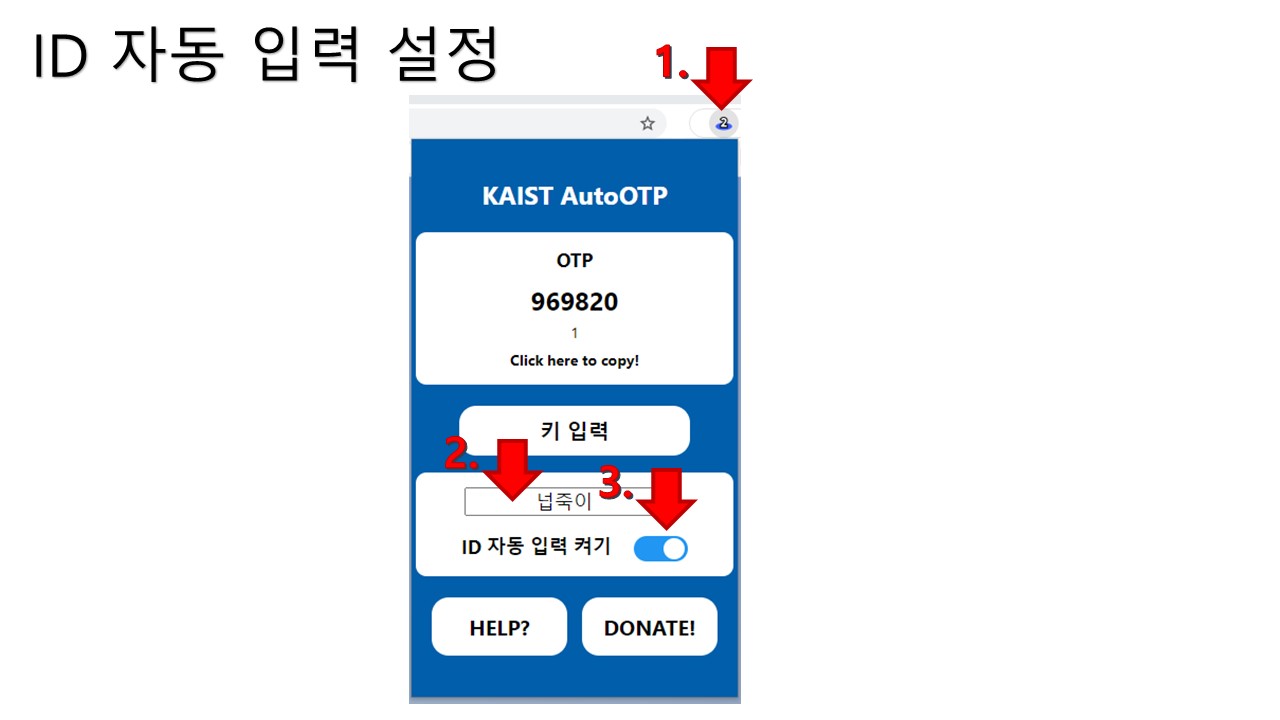 ID 자동 입력 설정
1.
2
KAIST AutoOTP
OTP
969820
1
Click here to copy!
키 입력
2.
넙죽이
3.
ID 자동 입력 켜기
HELP?
DONATE!